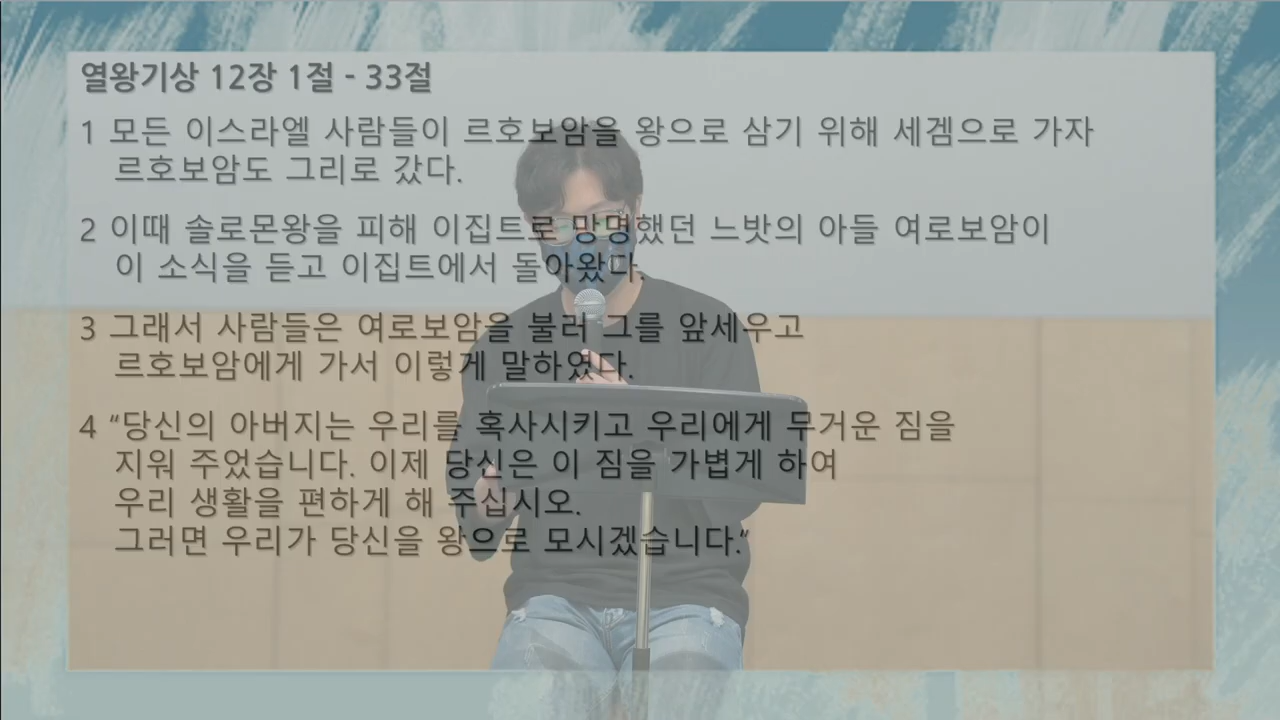 열왕기상 12장 1절 - 33절
1 모든 이스라엘 사람들이 르호보암을 왕으로 삼기 위해 세겜으로 가자
르호보암도 그리로 갔다.
2 이때 솔로몬왕을 피해 이집트로 망명했던 느밧의 아들 여로보암이
이 소식을 듣고 이집트에서 돌아왔다.
3 그래서 사람들은 여로보암을 불러 그를 앞세우고
르호보암에게 가서 이렇게 말하였다.
4 “당신의 아버지는 우리를 혹사시키고 우리에게 무거운 짐을
지워 주었습니다. 이제 당신은 이 짐을 가볍게 하여
우리 생활을 편하게 해 주십시오.
그러면 우리가 당신을 왕으로 모시겠습니다.”